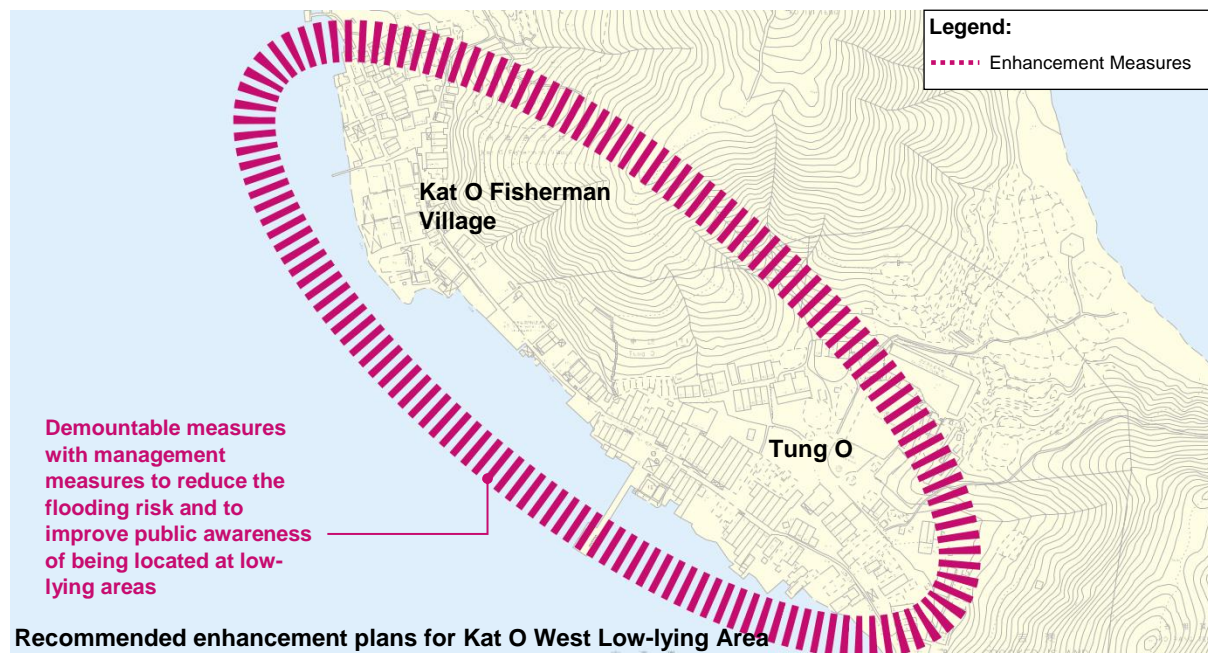 Legend:
Enhancement Measures
Kat O Fisherman
Village
Tung O
Demountable measures
with management
measures to reduce the
flooding risk and to
improve public awareness
of being located at low-
lying areas
Recommended enhancement plans for Kat O West Low-lying Area
TUNG O